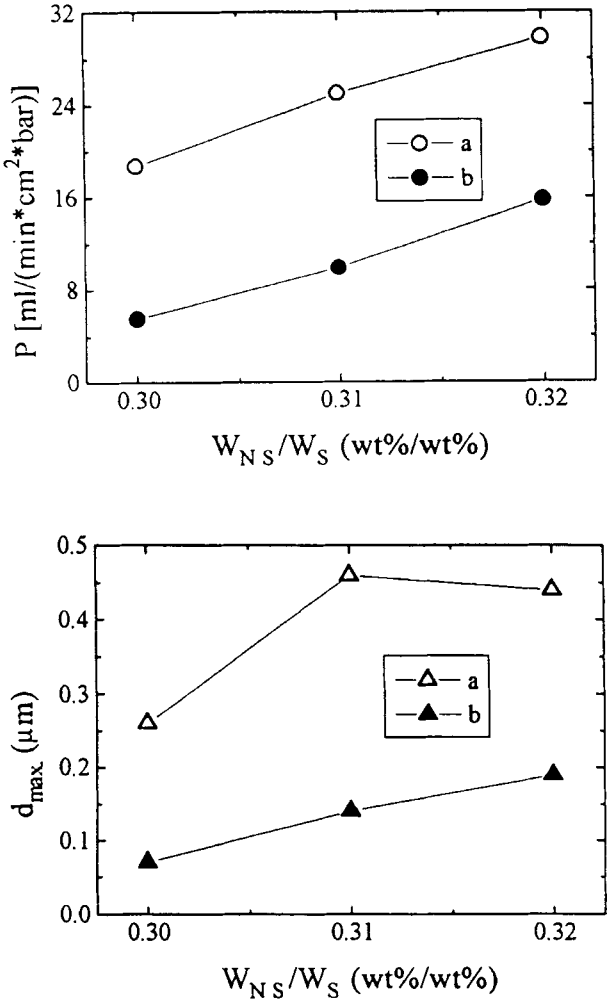 32
24
16
8
0
P [ml/(min*cm²*bar)]
a
b
0.30 0.31 0.32
W_NS/W_S (wt%/wt%)
0.5
0.4
0.3
0.2
0.1
0.0
d_max. (μm)
a
b
0.30 0.31 0.32
W_NS/W_S (wt%/wt%)